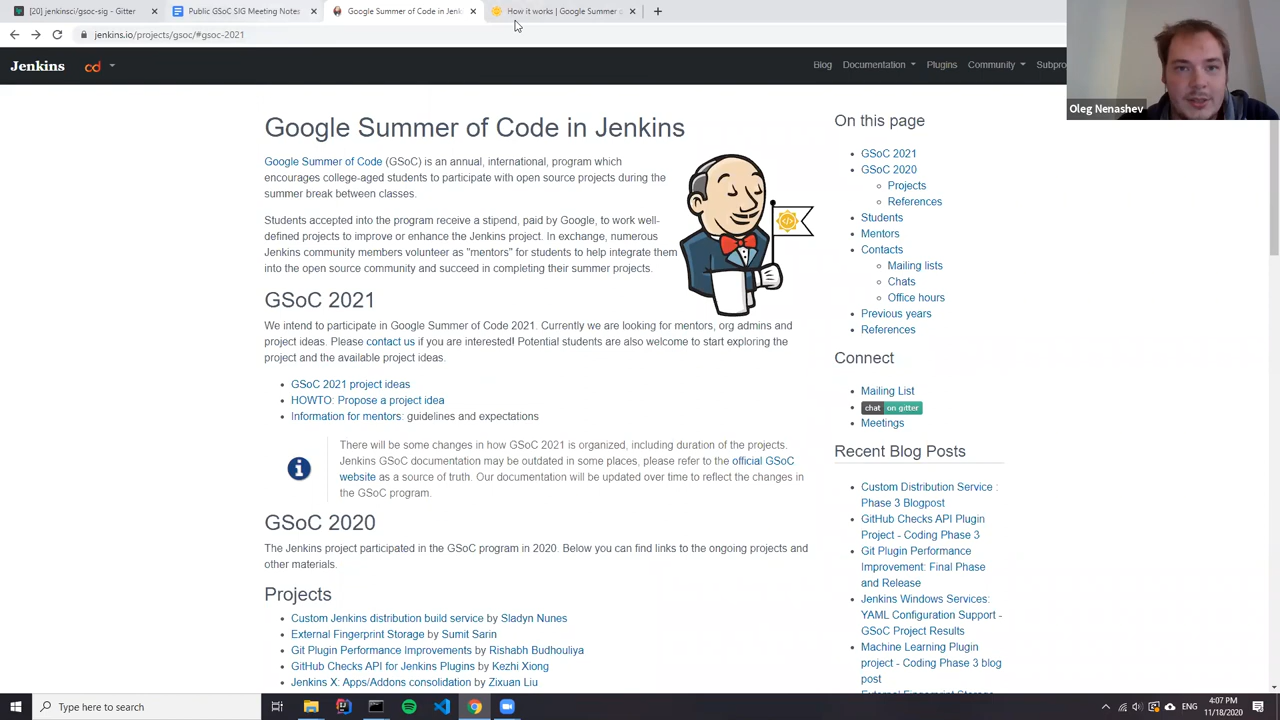 [20] jenkinsci/gsoc-sig - Gitter
Public GSoC SIG Meeting Notes
Google Summer of Code in Jenk
How it works | Google Summer o
jenkins.io/projects/gsoc/#gsoc-2021
Jenkins
cd
Blog
Documentation
Plugins
Community
Subpro
Oleg Nenashev
Google Summer of Code in Jenkins
Google Summer of Code (GSoC) is an annual, international, program which
encourages college-aged students to participate with open source projects during the
summer break between classes.
Students accepted into the program receive a stipend, paid by Google, to work well-
defined projects to improve or enhance the Jenkins project. In exchange, numerous
Jenkins community members volunteer as "mentors" for students to help integrate them
into the open source community and succeed in completing their summer projects.
GSoC 2021
We intend to participate in Google Summer of Code 2021. Currently we are looking for mentors, org admins and
project ideas. Please contact us if you are interested! Potential students are also welcome to start exploring the
project and the available project ideas.
GSoC 2021 project ideas
HOWTO: Propose a project idea
Information for mentors: guidelines and expectations
There will be some changes in how GSoC 2021 is organized, including duration of the projects.
Jenkins GSoC documentation may be outdated in some places, please refer to the official GSoC
website as a source of truth. Our documentation will be updated over time to reflect the changes in
the GSoC program.
GSoC 2020
The Jenkins project participated in the GSoC program in 2020. Below you can find links to the ongoing projects and
other materials.
Projects
Custom Jenkins distribution build service by Sladyn Nunes
External Fingerprint Storage by Sumit Sarin
Git Plugin Performance Improvements by Rishabh Budhouliya
GitHub Checks API for Jenkins Plugins by Kezhi Xiong
Jenkins X: Apps/Addons consolidation by Zixuan Liu
On this page
GSoC 2021
GSoC 2020
Projects
References
Students
Mentors
Contacts
Mailing lists
Chats
Office hours
Previous years
References
Connect
Mailing List
chat on gitter
Meetings
Recent Blog Posts
Custom Distribution Service :
Phase 3 Blogpost
GitHub Checks API Plugin
Project - Coding Phase 3
Git Plugin Performance
Improvement: Final Phase
and Release
Jenkins Windows Services:
YAML Configuration Support -
GSoC Project Results
Machine Learning Plugin
project - Coding Phase 3 blog
post
External Fingerprint Storage
Type here to search
ENG
4:07 PM
11/18/2020